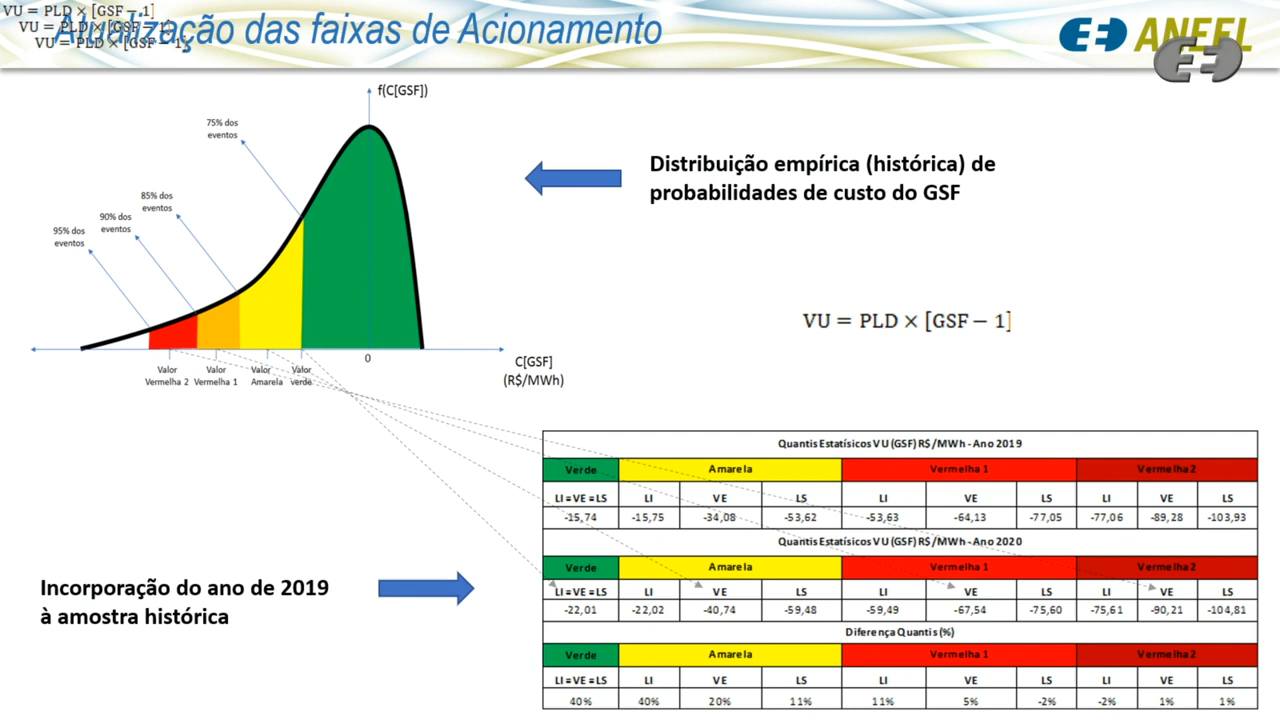 VU = PLD × [GSF − 1]
VU = PLD × [GSF − 1]
VU = PLD × [GSF − 1]
Atualização das faixas de Acionamento
ANEEL
f(C[GSF])
75% dos
eventos
85% dos
eventos
90% dos
eventos
95% dos
eventos
Distribuição empírica (histórica) de
probabilidades de custo do GSF
VU = PLD × [GSF − 1]
0
C[GSF]
(R$/MWh)
Valor Valor Valor Valor
Vermelha 2 Vermelha 1 Amarela verde
Quantis Estatísicos VU (GSF) R$/MWh - Ano 2019
Verde Amarela Vermelha 1 Vermelha 2
LI = VE = LS LI VE LS LI VE LS LI VE LS
-15,74 -15,75 -34,08 -53,62 -53,63 -64,13 -77,05 -77,06 -89,28 -103,93
Quantis Estatísicos VU (GSF) R$/MWh - Ano 2020
Verde Amarela Vermelha 1 Vermelha 2
LI = VE = LS LI VE LS LI VE LS LI VE LS
-22,01 -22,02 -40,74 -59,48 -59,49 -67,54 -75,60 -75,61 -90,21 -104,81
Diferença Quantis (%)
Verde Amarela Vermelha 1 Vermelha 2
LI = VE = LS LI VE LS LI VE LS LI VE LS
40% 40% 20% 11% 11% 5% -2% -2% 1% 1%
Incorporação do ano de 2019
à amostra histórica